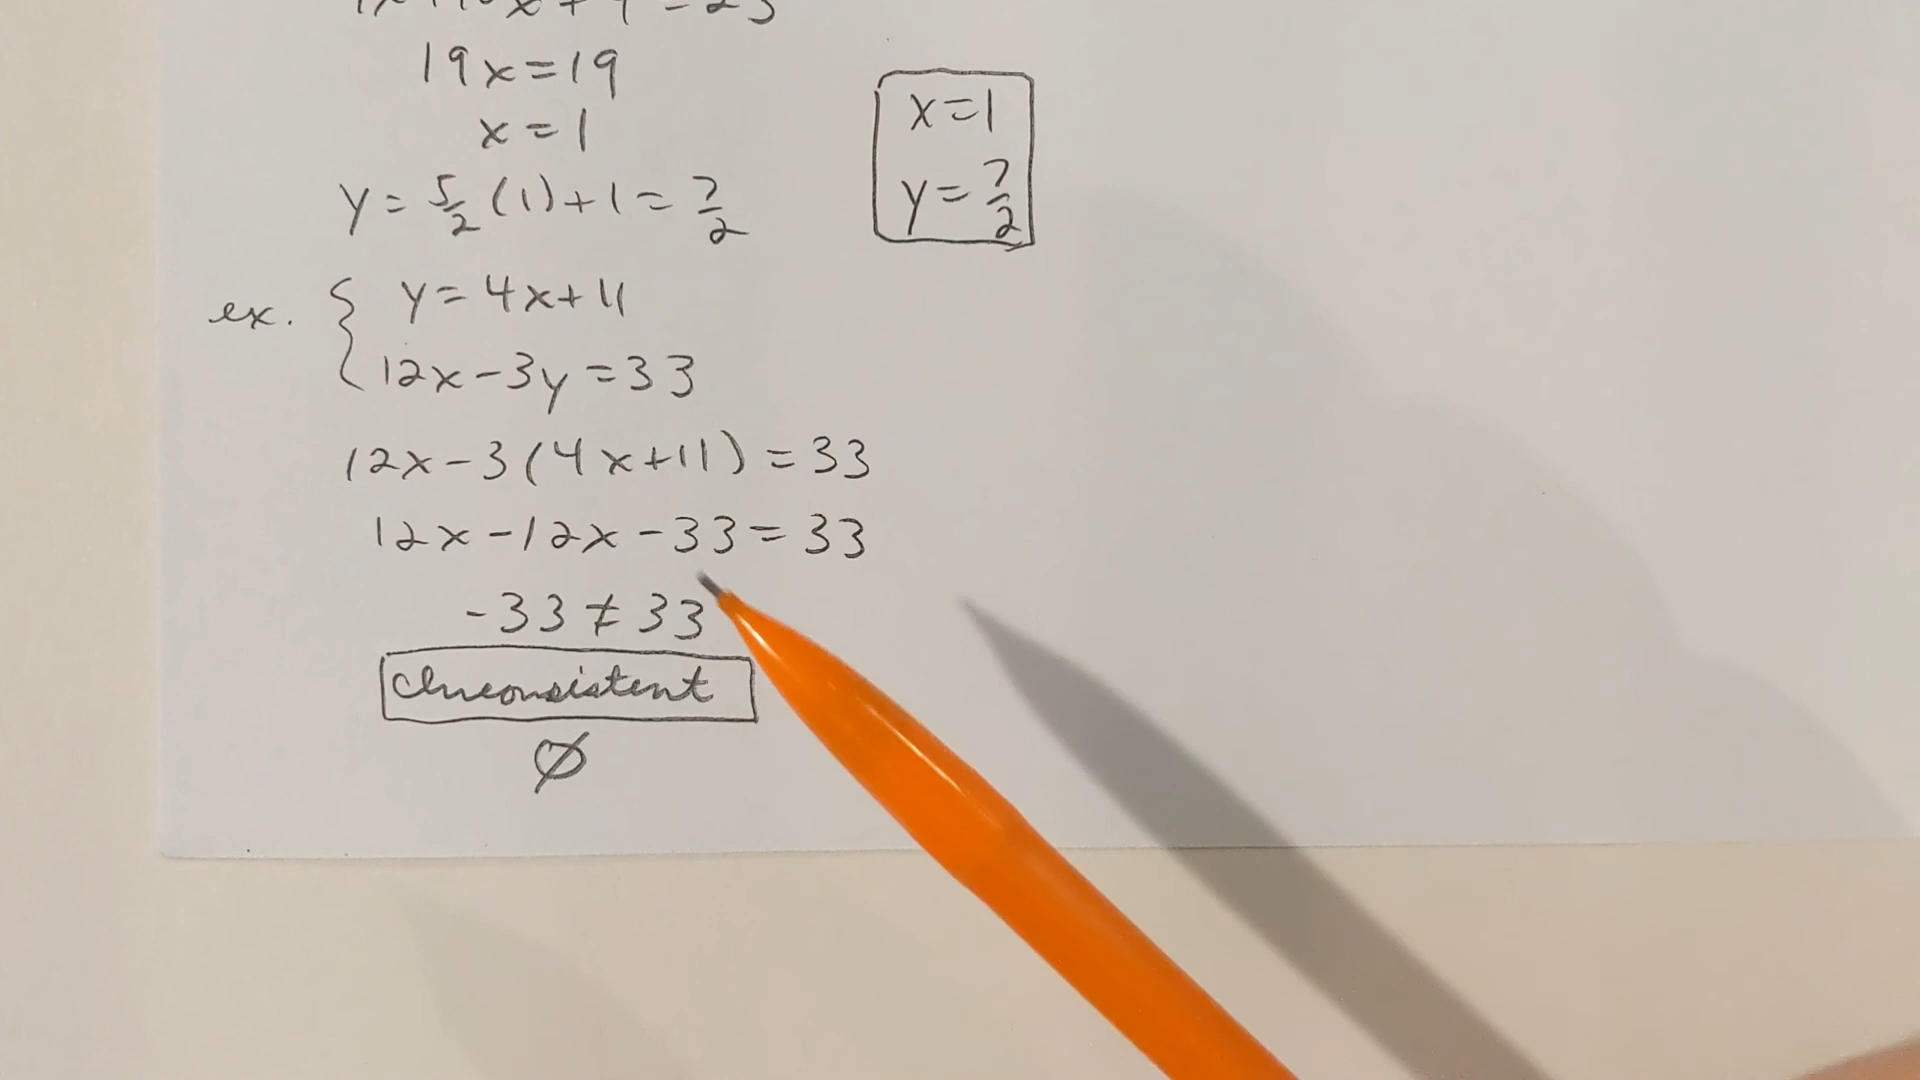 19x=19
x=1
y=5/2(1)+1=7/2
x=1
y=7/2
ex. { y=4x+11
12x-3y=33
12x-3(4x+11)=33
12x-12x-33=33
-33≠33
Inconsistent
∅